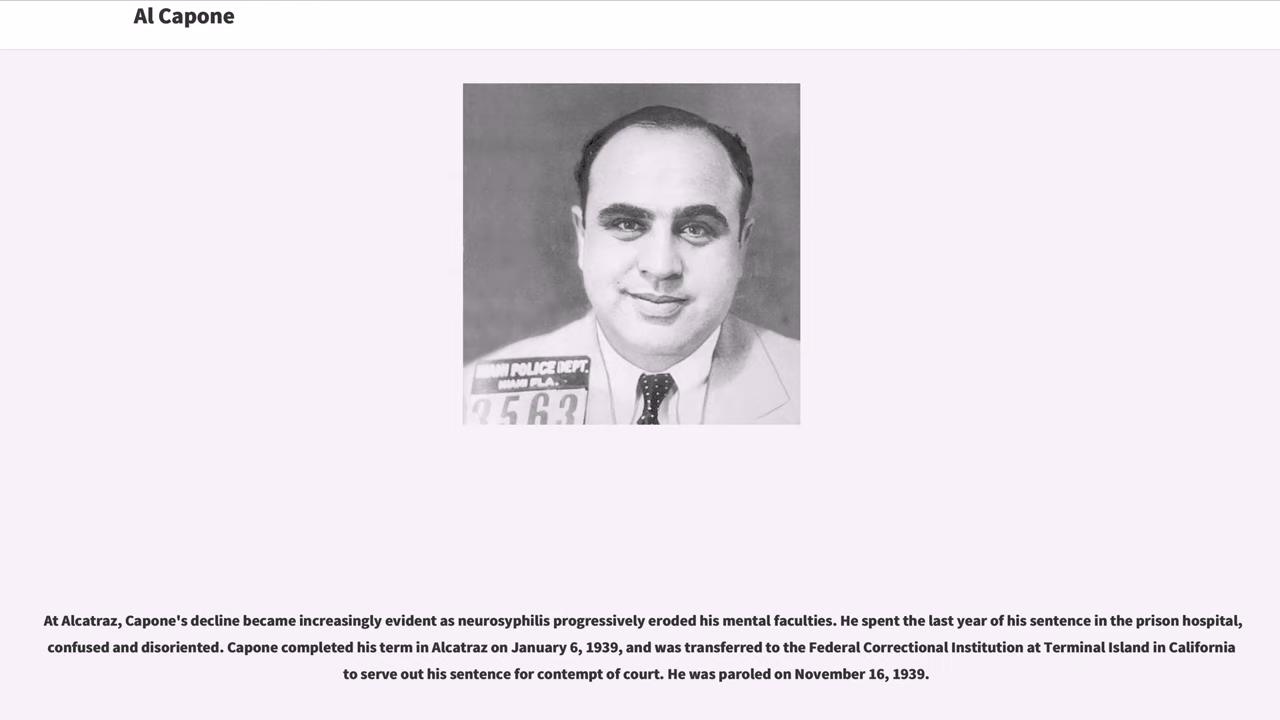 Al Capone
MIAMI POLICE DEPT.
MIAMI FLA.
3563
At Alcatraz, Capone's decline became increasingly evident as neurosyphilis progressively eroded his mental faculties. He spent the last year of his sentence in the prison hospital,
confused and disoriented. Capone completed his term in Alcatraz on January 6, 1939, and was transferred to the Federal Correctional Institution at Terminal Island in California
to serve out his sentence for contempt of court. He was paroled on November 16, 1939.